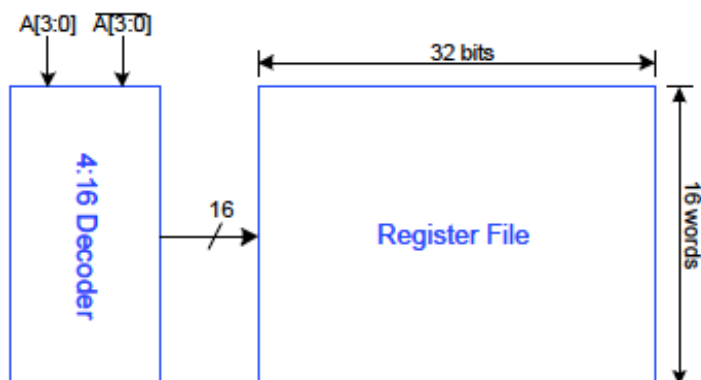 A[3:0] A̅[̅3̅:̅0̅]̅
32 bits
4:16 Decoder
16
Register File
16 words